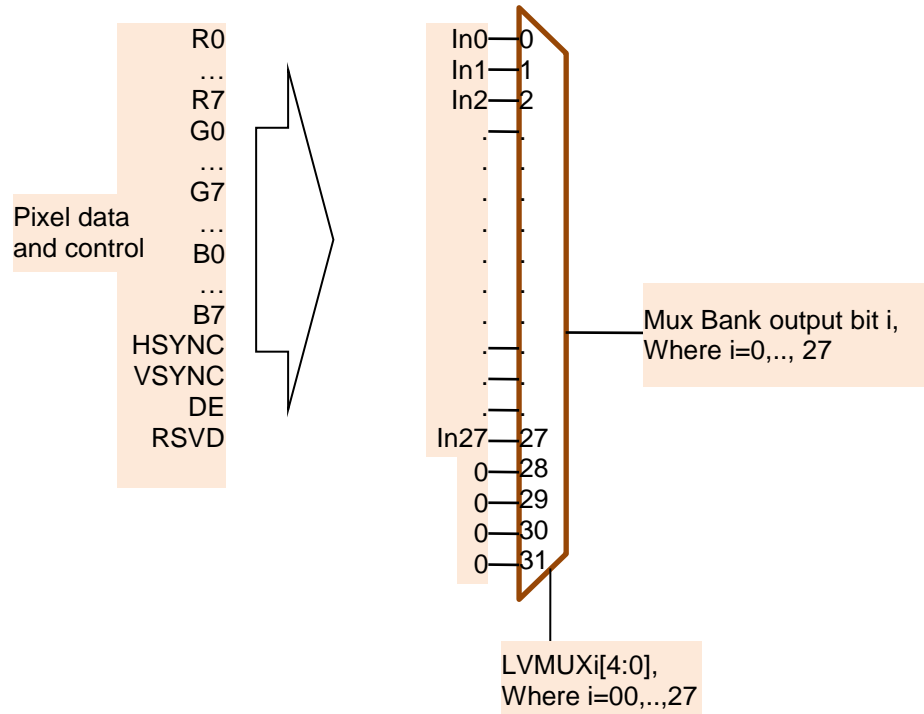 R0
…
R7
G0
…
G7
…
B0
…
B7
HSYNC
VSYNC
DE
RSVD
Pixel data
and control
In0
In1
In2
.
.
.
.
.
.
.
.
.
.
In27
0
0
0
0
0
1
2
.
.
.
.
.
.
.
.
.
.
27
28
29
30
31
Mux Bank output bit i,
Where i=0,.., 27
LVMUXi[4:0],
Where i=00,..,27